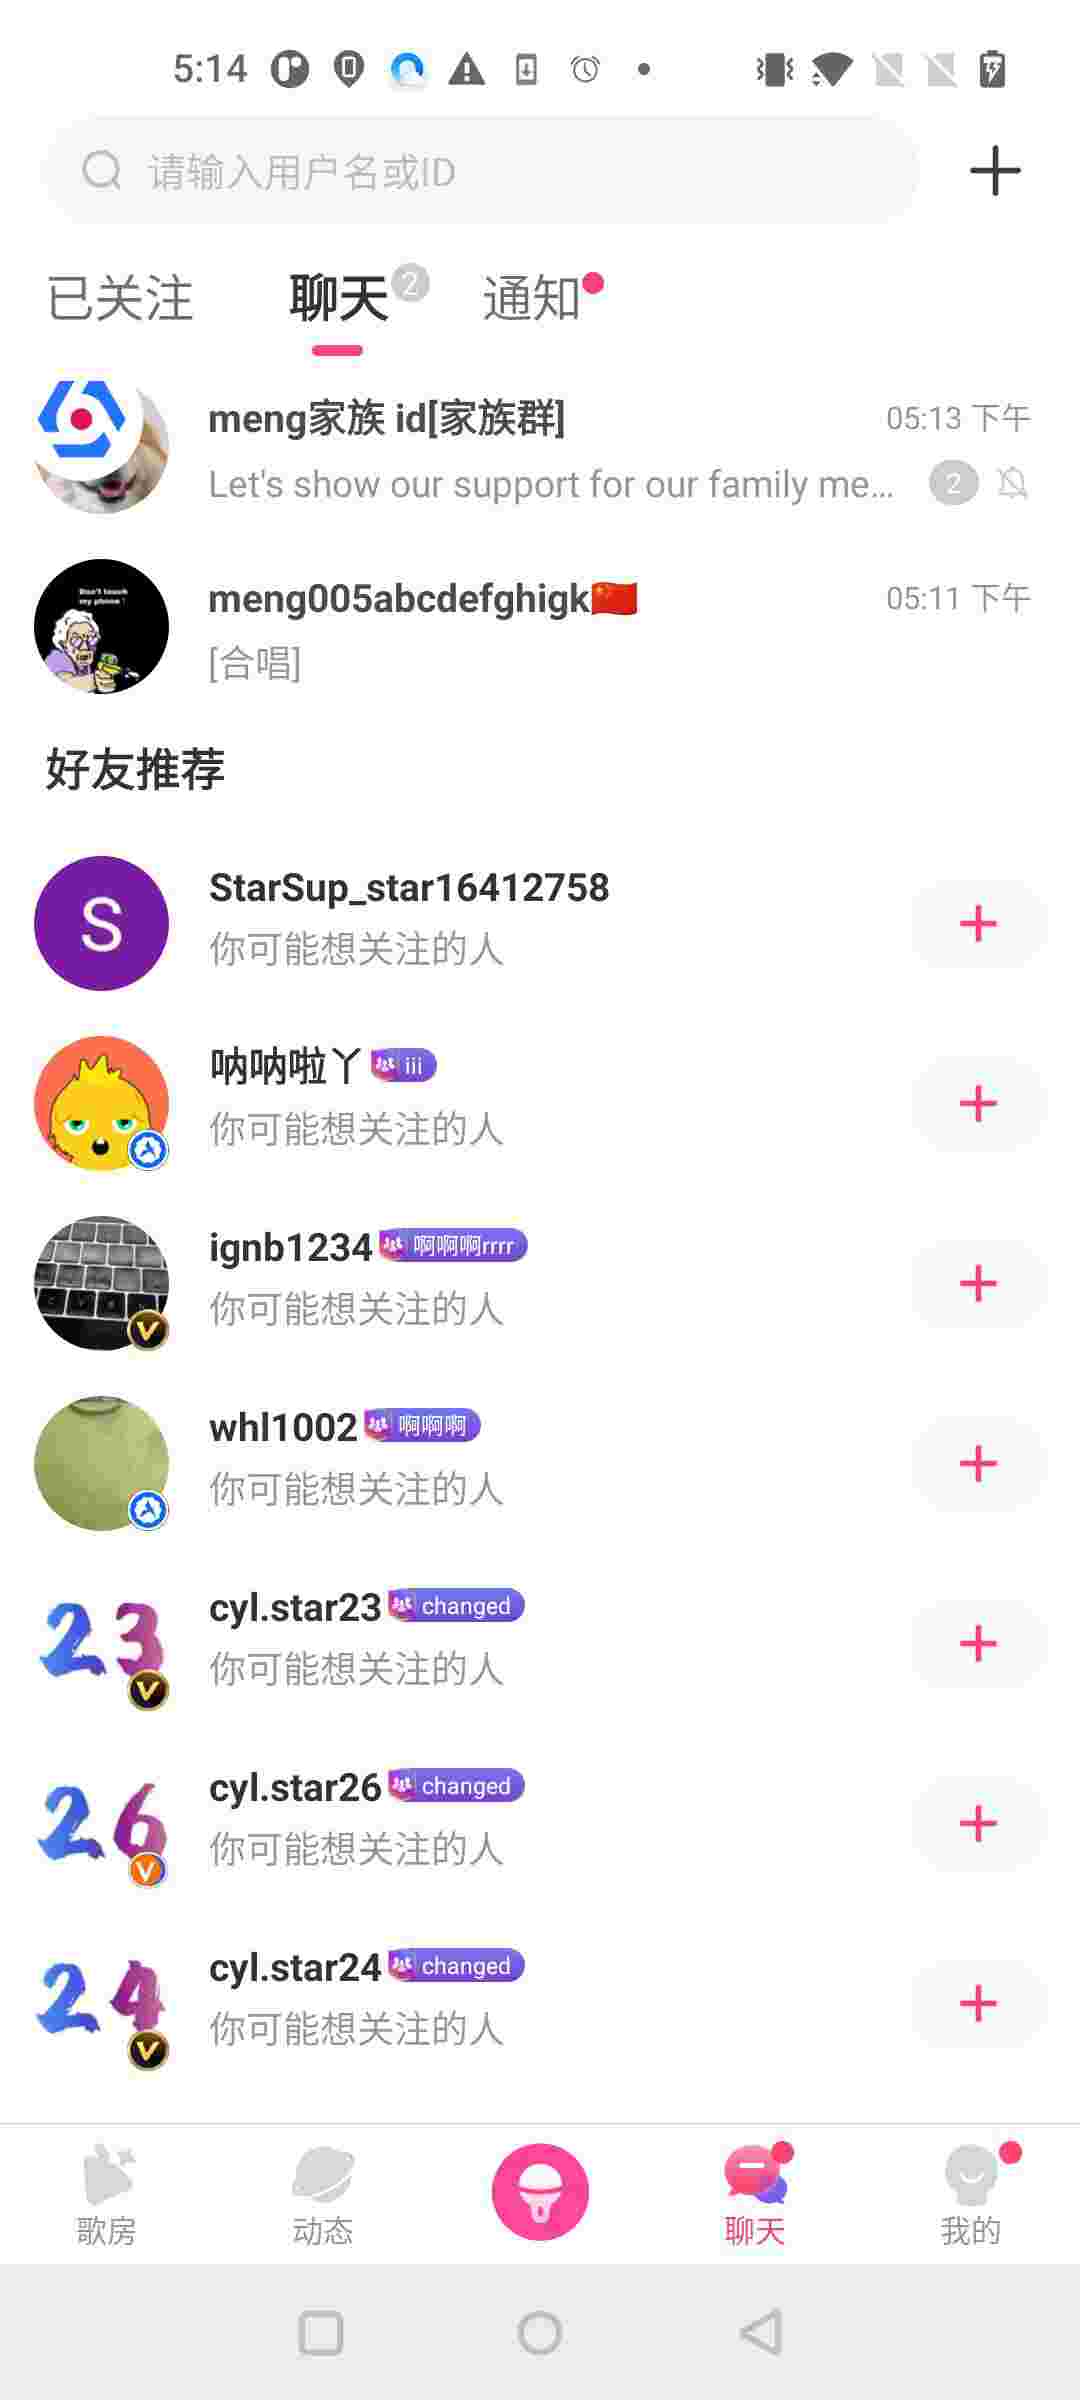 5:14
请输入用户名或ID
已关注
聊天 2
通知
meng家族 id[家族群]
05:13 下午
Let's show our support for our family me...
2
Don't touch
my phone !
meng005abcdefghigk🇨🇳
05:11 下午
[合唱]
好友推荐
S
StarSup_star16412758
你可能想关注的人
呐呐啦丫 iii
你可能想关注的人
ignb1234 啊啊啊rrrr
你可能想关注的人
whl1002 啊啊啊
你可能想关注的人
23
cyl.star23 changed
你可能想关注的人
26
cyl.star26 changed
你可能想关注的人
24
cyl.star24 changed
你可能想关注的人
歌房
动态
聊天
我的